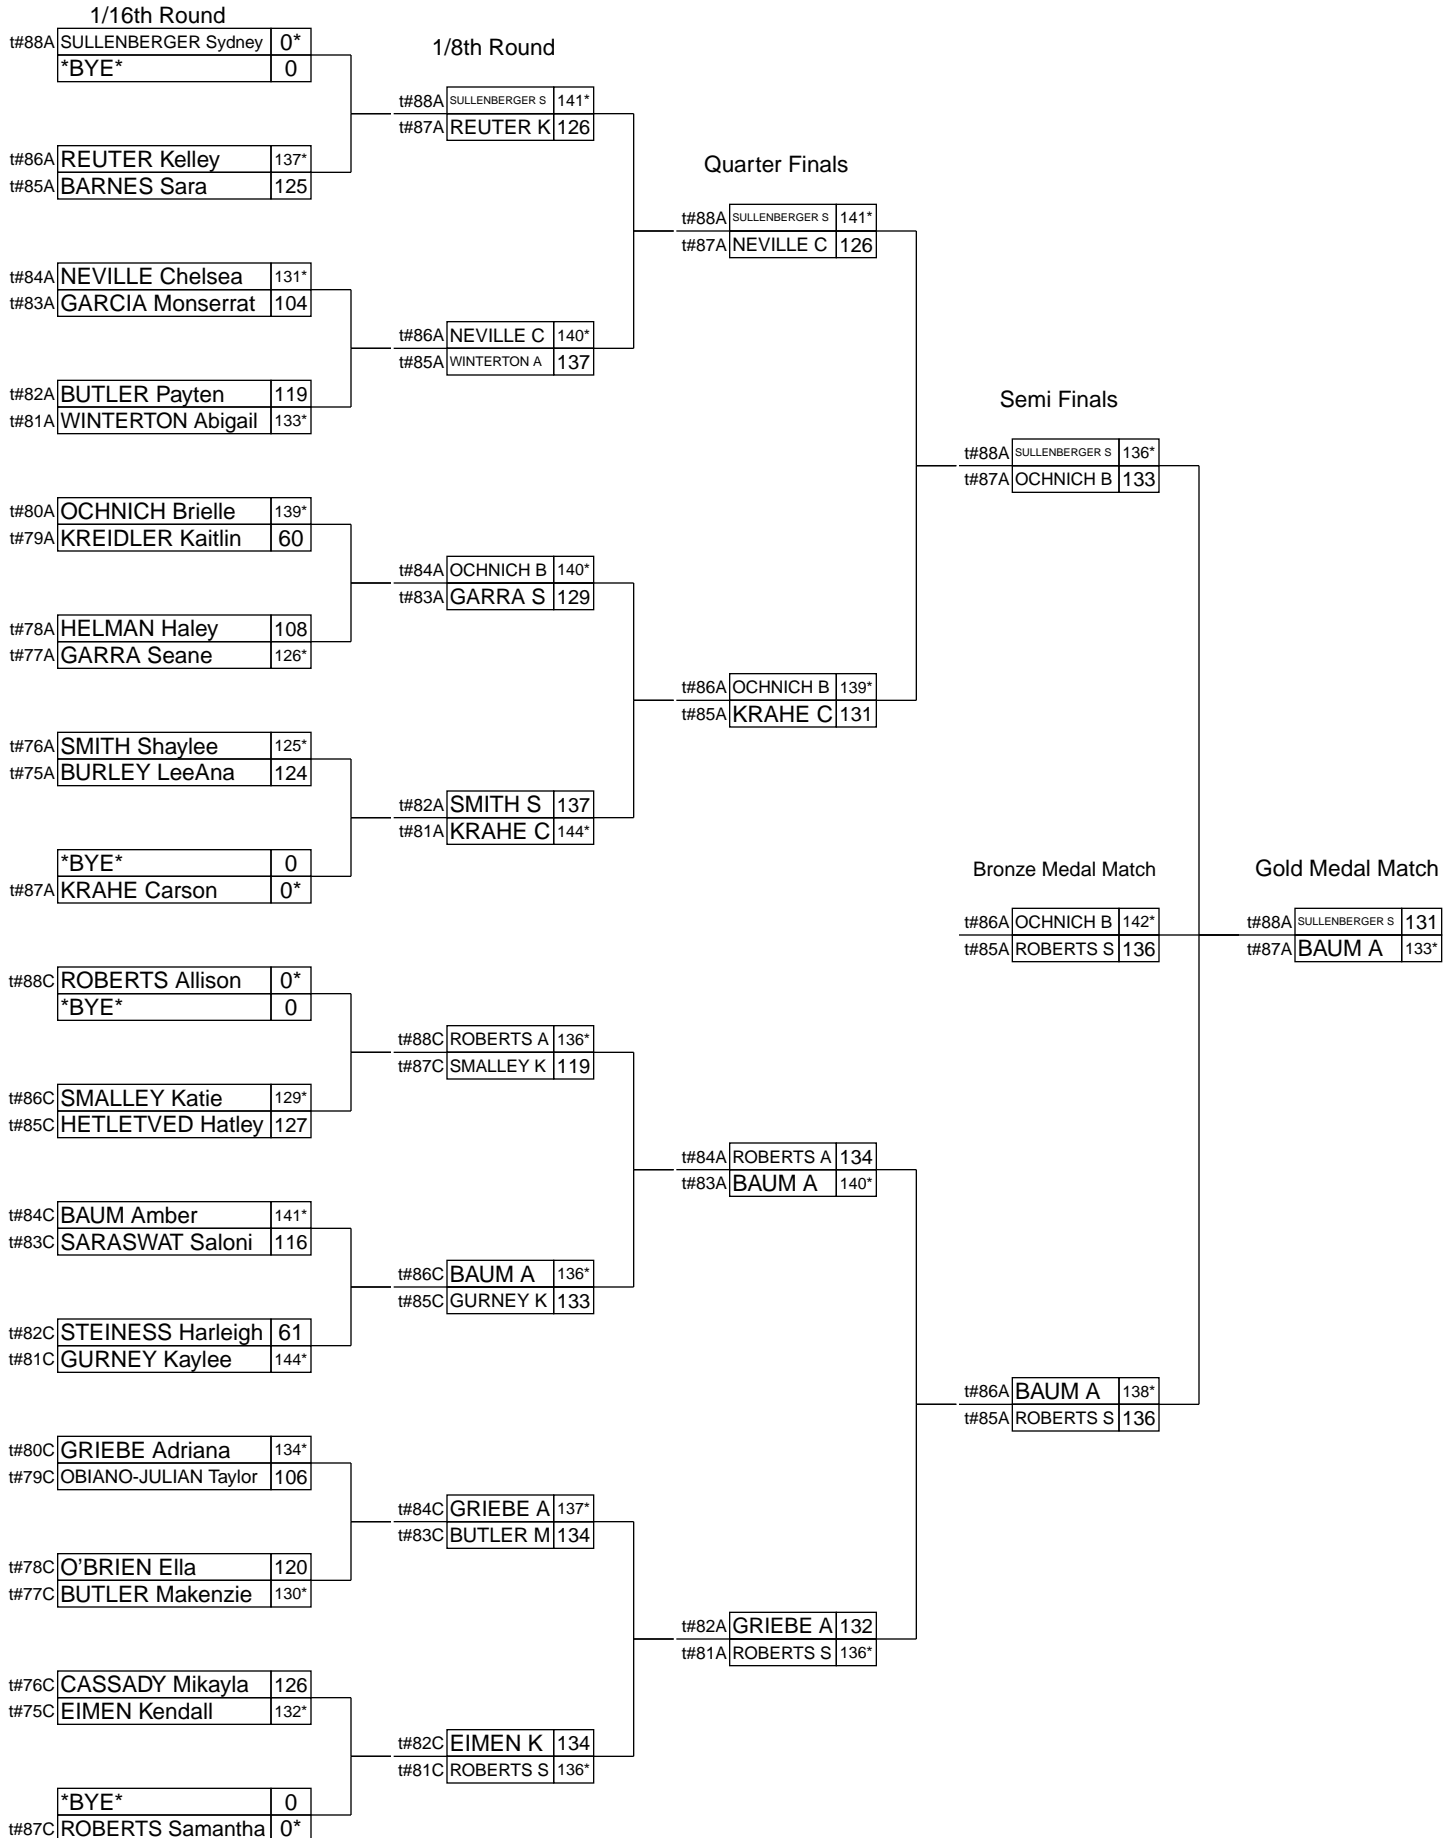 1/16th Round
t#88A SULLENBERGER Sydney 0*
*BYE* 0
t#86A REUTER Kelley 137*
t#85A BARNES Sara 125
t#84A NEVILLE Chelsea 131*
t#83A GARCIA Monserrat 104
t#82A BUTLER Payten 119
t#81A WINTERTON Abigail 133*
t#80A OCHNICH Brielle 139*
t#79A KREIDLER Kaitlin 60
t#78A HELMAN Haley 108
t#77A GARRA Seane 126*
t#76A SMITH Shaylee 125*
t#75A BURLEY LeeAna 124
*BYE* 0
t#87A KRAHE Carson 0*
t#88C ROBERTS Allison 0*
*BYE* 0
t#86C SMALLEY Katie 129*
t#85C HETLETVED Hatley 127
t#84C BAUM Amber 141*
t#83C SARASWAT Saloni 116
t#82C STEINESS Harleigh 61
t#81C GURNEY Kaylee 144*
t#80C GRIEBE Adriana 134*
t#79C OBIANO-JULIAN Taylor 106
t#78C O'BRIEN Ella 120
t#77C BUTLER Makenzie 130*
t#76C CASSADY Mikayla 126
t#75C EIMEN Kendall 132*
*BYE* 0
t#87C ROBERTS Samantha 0*
1/8th Round
t#88A SULLENBERGER S 141*
t#87A REUTER K 126
t#86A NEVILLE C 140*
t#85A WINTERTON A 137
t#84A OCHNICH B 140*
t#83A GARRA S 129
t#82A SMITH S 137
t#81A KRAHE C 144*
t#88C ROBERTS A 136*
t#87C SMALLEY K 119
t#86C BAUM A 136*
t#85C GURNEY K 133
t#84C GRIEBE A 137*
t#83C BUTLER M 134
t#82C EIMEN K 134
t#81C ROBERTS S 136*
Quarter Finals
t#88A SULLENBERGER S 141*
t#87A NEVILLE C 126
t#86A OCHNICH B 139*
t#85A KRAHE C 131
t#84A ROBERTS A 134
t#83A BAUM A 140*
t#82A GRIEBE A 132
t#81A ROBERTS S 136*
Semi Finals
t#88A SULLENBERGER S 136*
t#87A OCHNICH B 133
t#86A BAUM A 138*
t#85A ROBERTS S 136
Bronze Medal Match
t#86A OCHNICH B 142*
t#85A ROBERTS S 136
Gold Medal Match
t#88A SULLENBERGER S 131
t#87A BAUM A 133*